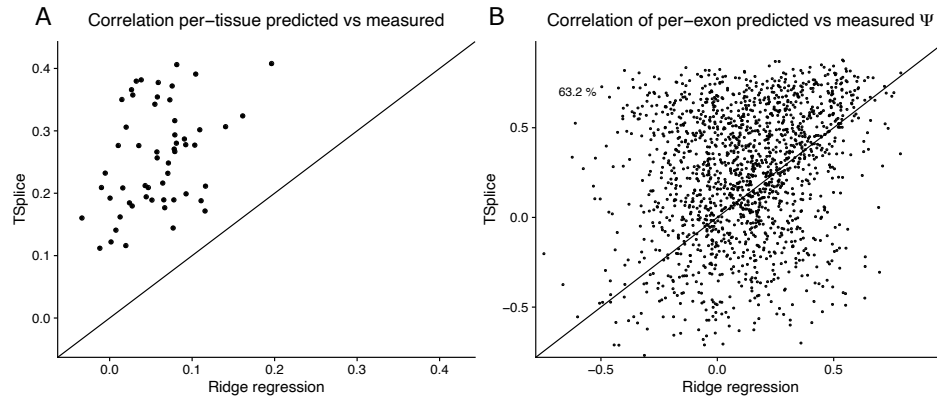 A
Correlation per-tissue predicted vs measured
0.4
0.3
0.2
0.1
0.0
TSplice
0.0 0.1 0.2 0.3 0.4
Ridge regression
B
Correlation of per-exon predicted vs measured Ψ
63.2 %
0.5
0.0
−0.5
TSplice
−0.5 0.0 0.5
Ridge regression